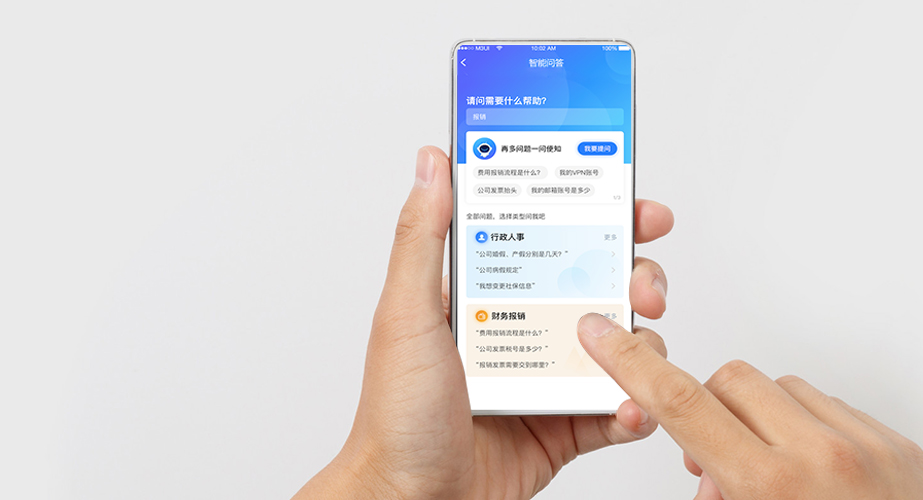 M3UI 10:02 AM 100%
智能问答
请问需要什么帮助?
报销
再多问题一问便知 我要提问
费用报销流程是什么? 我的VPN账号
公司发票抬头 我的邮箱账号是多少
1/3
全部问题，选择类型问我吧
行政人事 更多
“公司婚假、产假分别是几天？”
“公司病假规定”
“我想变更社保信息”
财务报销 更多
“费用报销流程是什么？”
“公司发票税号是多少？”
“报销发票需要交到哪里？”